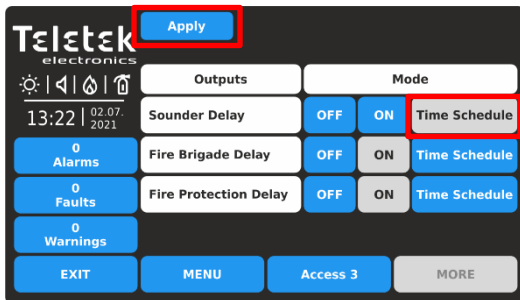 Teletek
electronics
Apply
Outputs Mode
13:22 02.07.
2021
Sounder Delay OFF ON Time Schedule
0
Alarms
Fire Brigade Delay OFF ON Time Schedule
0
Faults
Fire Protection Delay OFF ON Time Schedule
0
Warnings
EXIT MENU Access 3 MORE